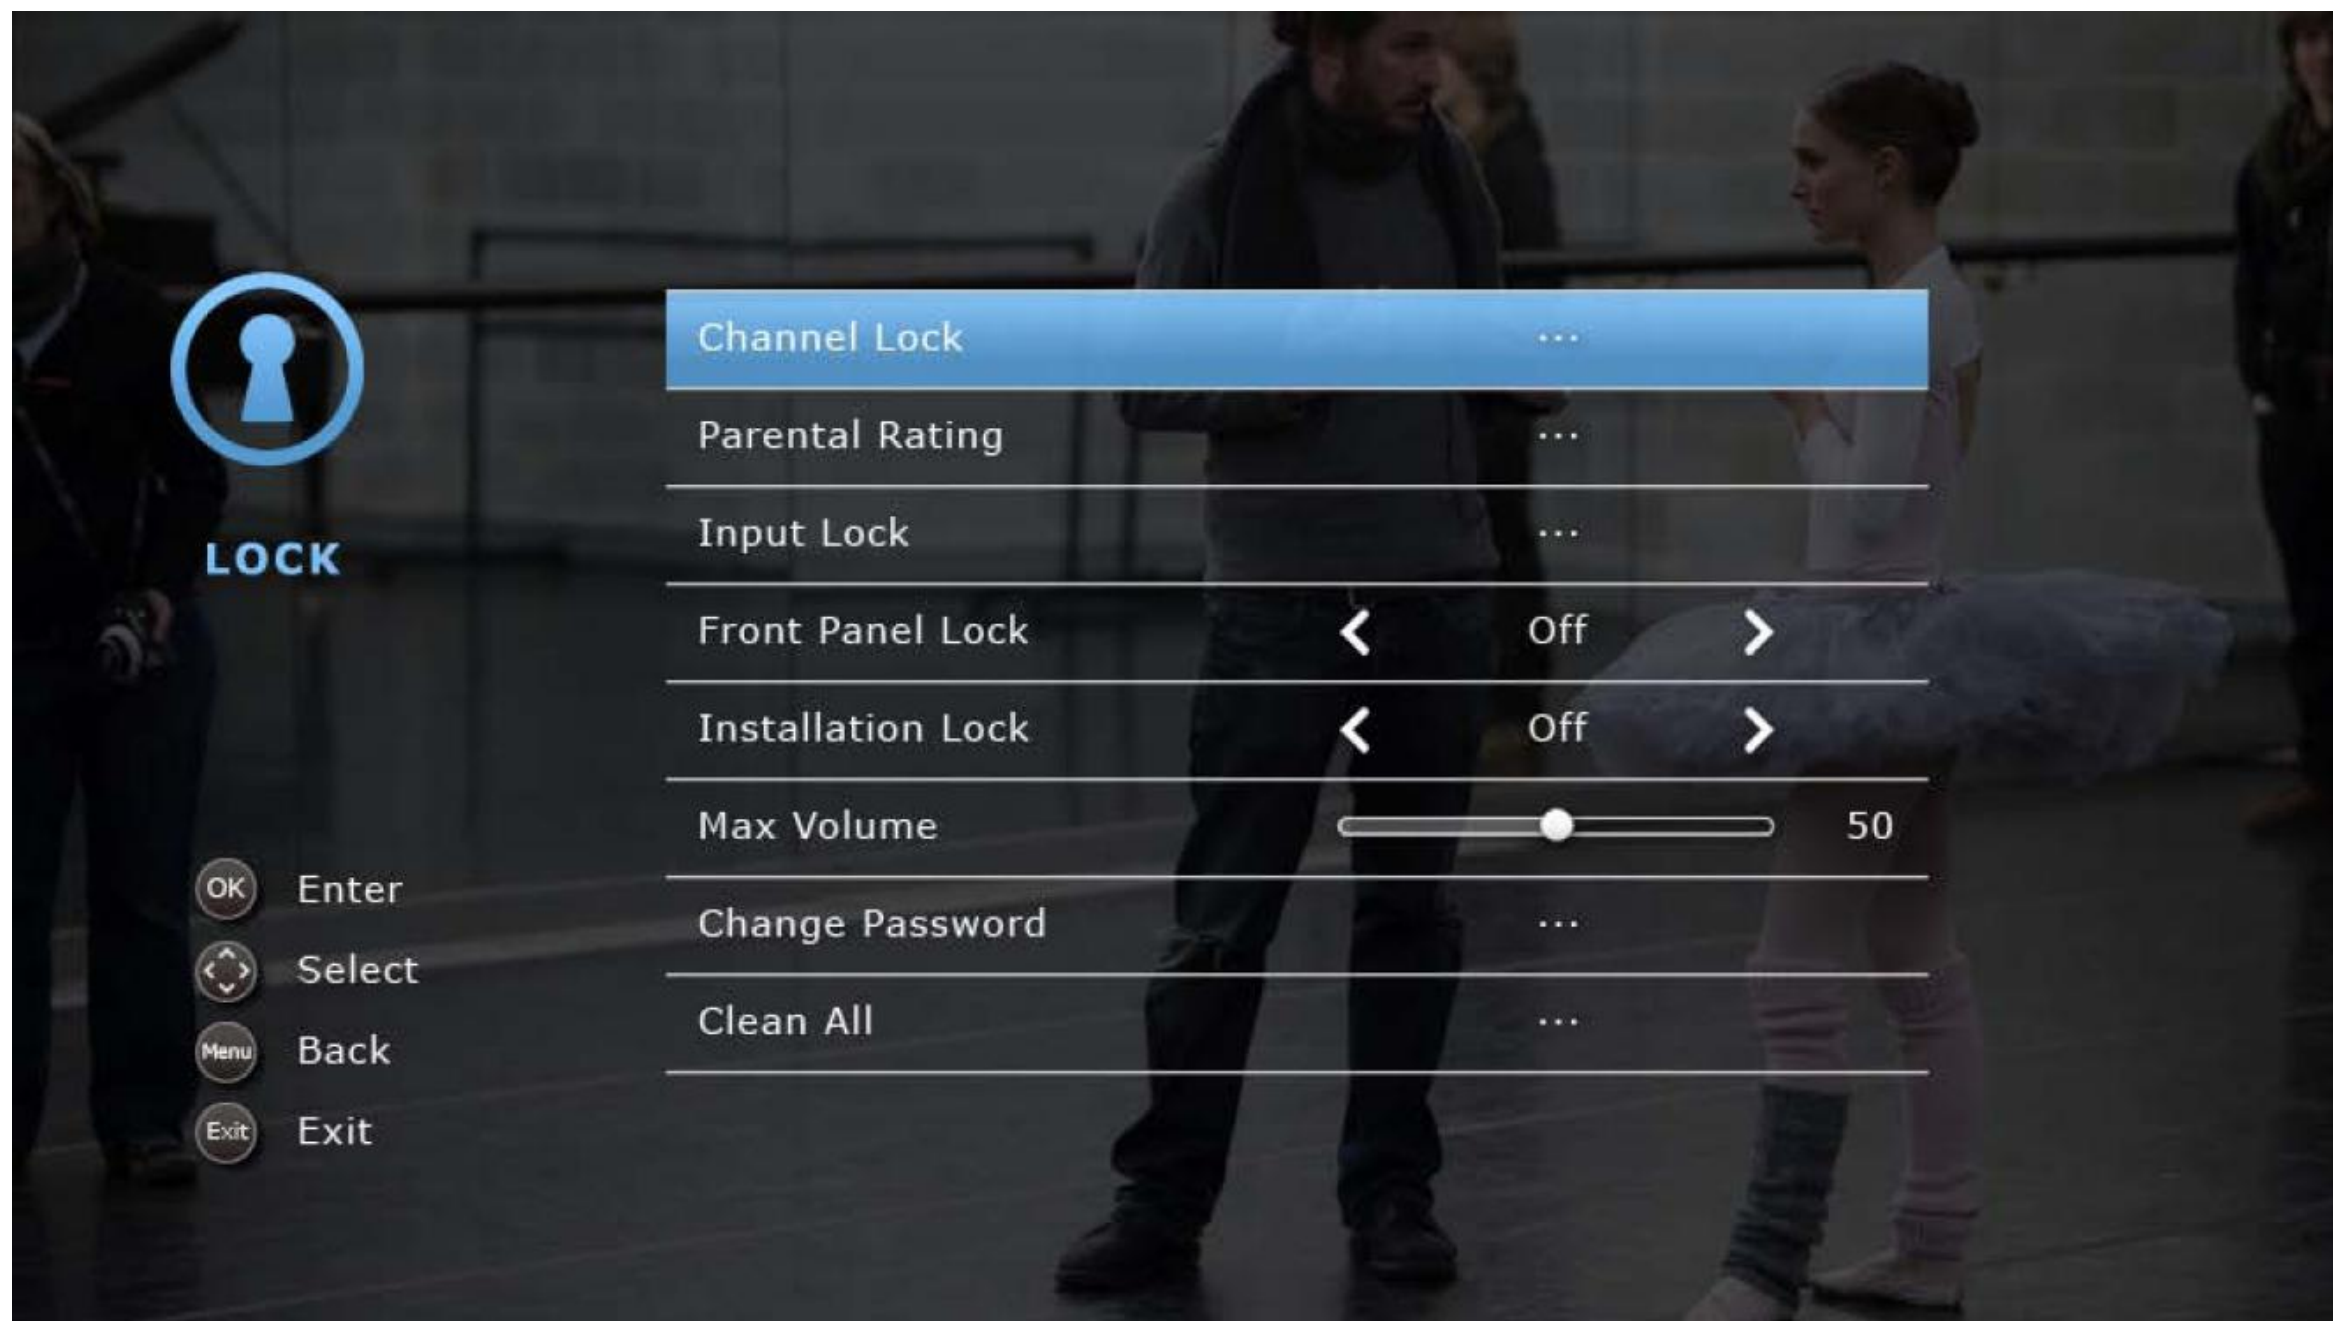 LOCK
Channel Lock ...
Parental Rating ...
Input Lock ...
Front Panel Lock Off
Installation Lock Off
Max Volume 50
Change Password ...
Clean All ...
OK Enter
Select
Menu Back
Exit Exit